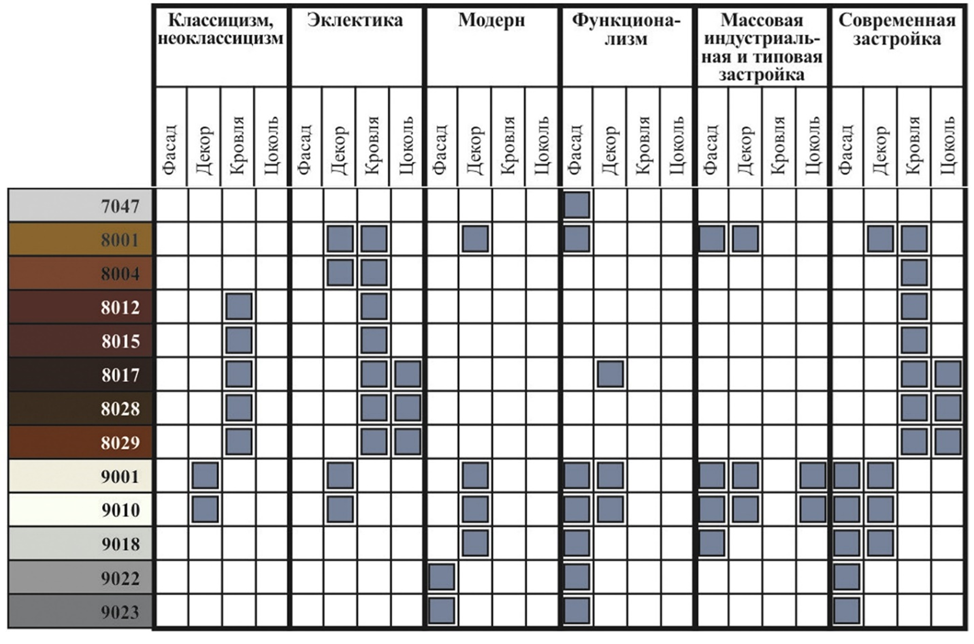 Классицизм,
неоклассицизм
Эклектика
Модерн
Функциона-
лизм
Массовая
индустриаль-
ная и типовая
застройка
Современная
застройка
Фасад
Декор
Кровля
Цоколь
Фасад
Декор
Кровля
Цоколь
Фасад
Декор
Кровля
Цоколь
Фасад
Декор
Кровля
Цоколь
Фасад
Декор
Кровля
Цоколь
Фасад
Декор
Кровля
Цоколь
7047
8001
8004
8012
8015
8017
8028
8029
9001
9010
9018
9022
9023